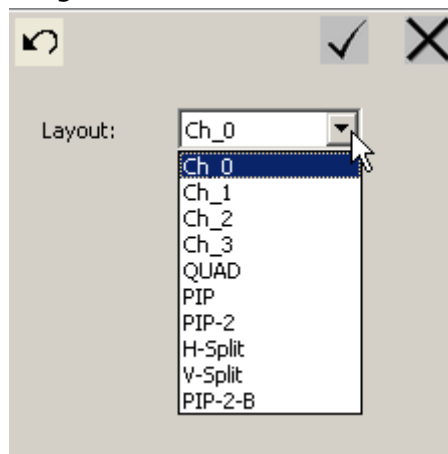 Layout:
Ch_0
Ch_0
Ch_1
Ch_2
Ch_3
QUAD
PIP
PIP-2
H-Split
V-Split
PIP-2-B